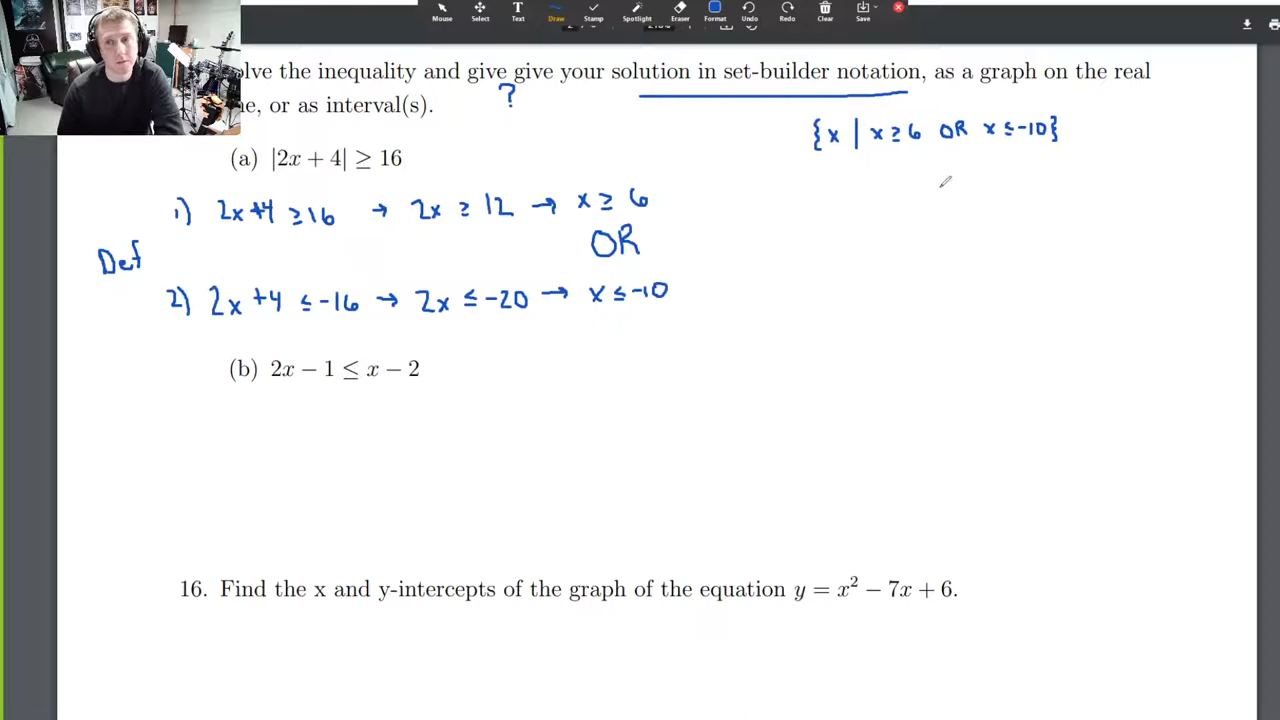 Mouse Select Text Draw Stamp Spotlight Eraser Format Undo Redo Clear Save
olve the inequality and give give your solution in set-builder notation, as a graph on the real
ne, or as interval(s).
?
{x | x ≥ 6 OR x ≤ -10}
(a) |2x + 4| ≥ 16
1) 2x+4 ≥ 16 → 2x ≥ 12 → x ≥ 6
OR
Def
2) 2x +4 ≤ -16 → 2x ≤ -20 → x ≤ -10
(b) 2x − 1 ≤ x − 2
16. Find the x and y-intercepts of the graph of the equation y = x² − 7x + 6.